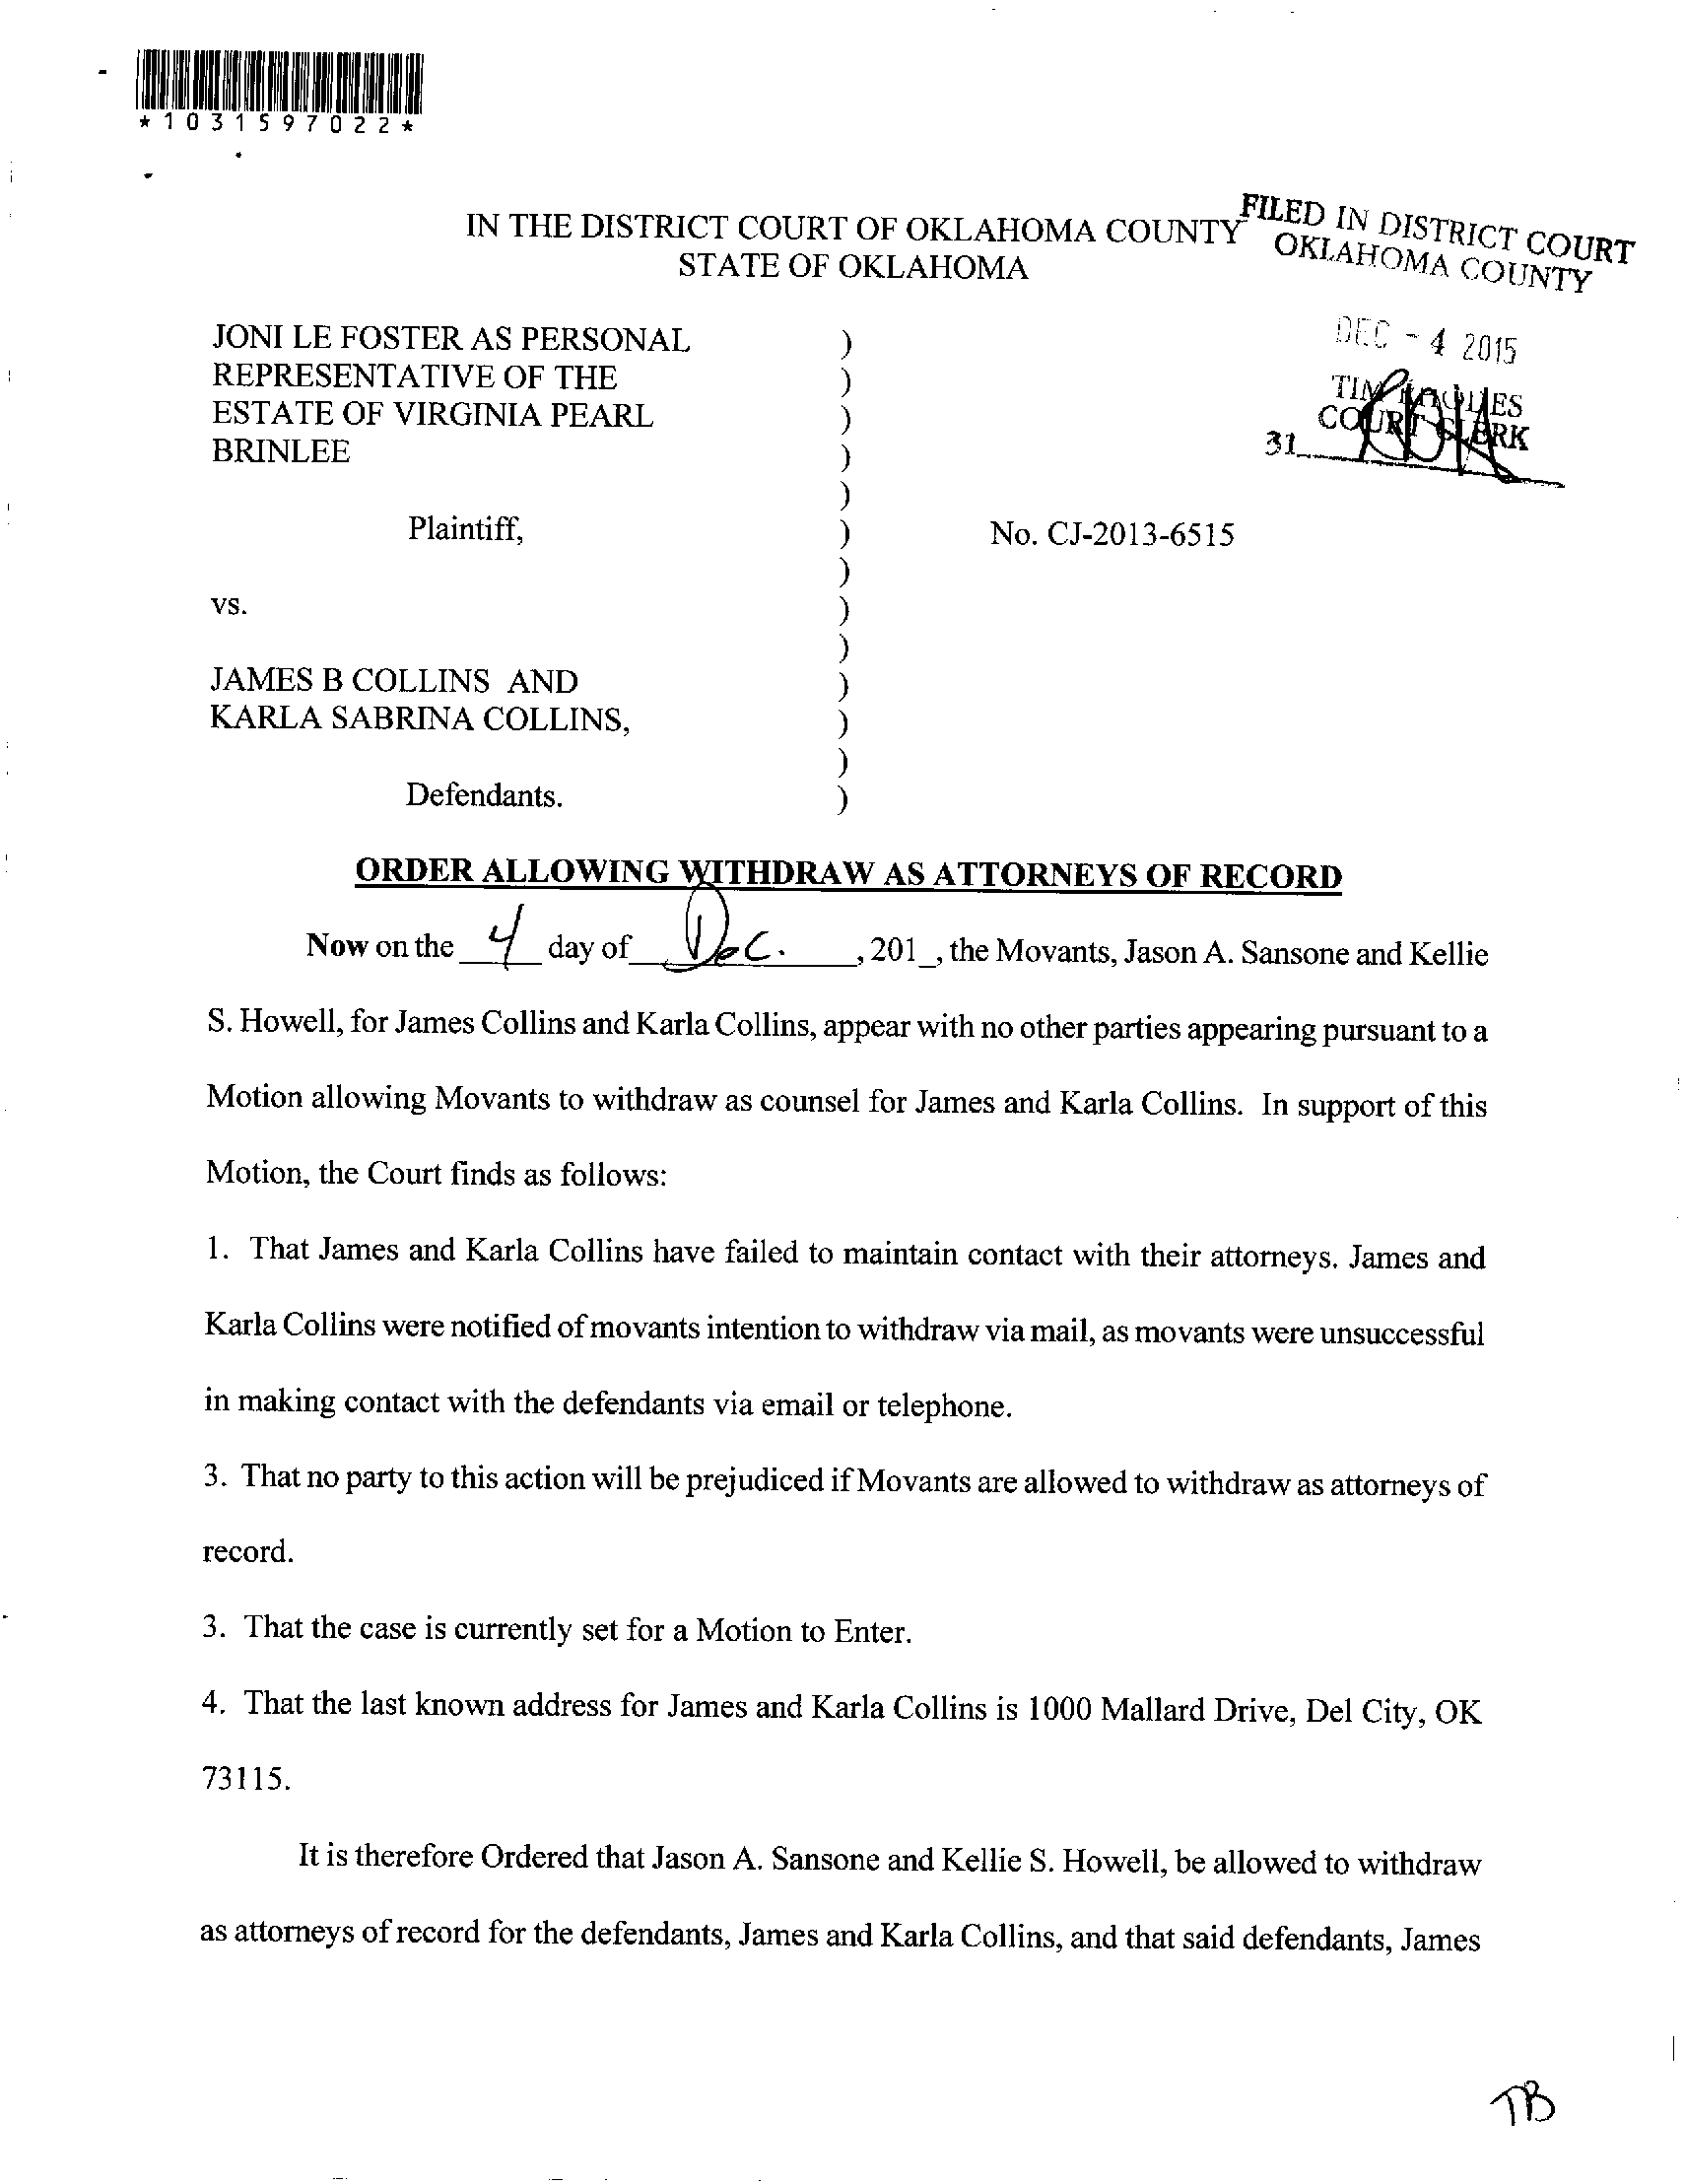 *1031597022*
IN THE DISTRICT COURT OF OKLAHOMA COUNTY
STATE OF OKLAHOMA
FILED IN DISTRICT COURT
OKLAHOMA COUNTY
DEC - 4 2015
COURT CLERK
31
JONI LE FOSTER AS PERSONAL )
REPRESENTATIVE OF THE )
ESTATE OF VIRGINIA PEARL )
BRINLEE )
)
Plaintiff, ) No. CJ-2013-6515
)
vs. )
)
JAMES B COLLINS AND )
KARLA SABRINA COLLINS, )
)
Defendants. )
ORDER ALLOWING WITHDRAW AS ATTORNEYS OF RECORD
Now on the 4 day of Dec. , 201_, the Movants, Jason A. Sansone and Kellie
S. Howell, for James Collins and Karla Collins, appear with no other parties appearing pursuant to a
Motion allowing Movants to withdraw as counsel for James and Karla Collins. In support of this
Motion, the Court finds as follows:
1. That James and Karla Collins have failed to maintain contact with their attorneys. James and
Karla Collins were notified of movants intention to withdraw via mail, as movants were unsuccessful
in making contact with the defendants via email or telephone.
3. That no party to this action will be prejudiced if Movants are allowed to withdraw as attorneys of
record.
3. That the case is currently set for a Motion to Enter.
4. That the last known address for James and Karla Collins is 1000 Mallard Drive, Del City, OK
73115.
It is therefore Ordered that Jason A. Sansone and Kellie S. Howell, be allowed to withdraw
as attorneys of record for the defendants, James and Karla Collins, and that said defendants, James
TB